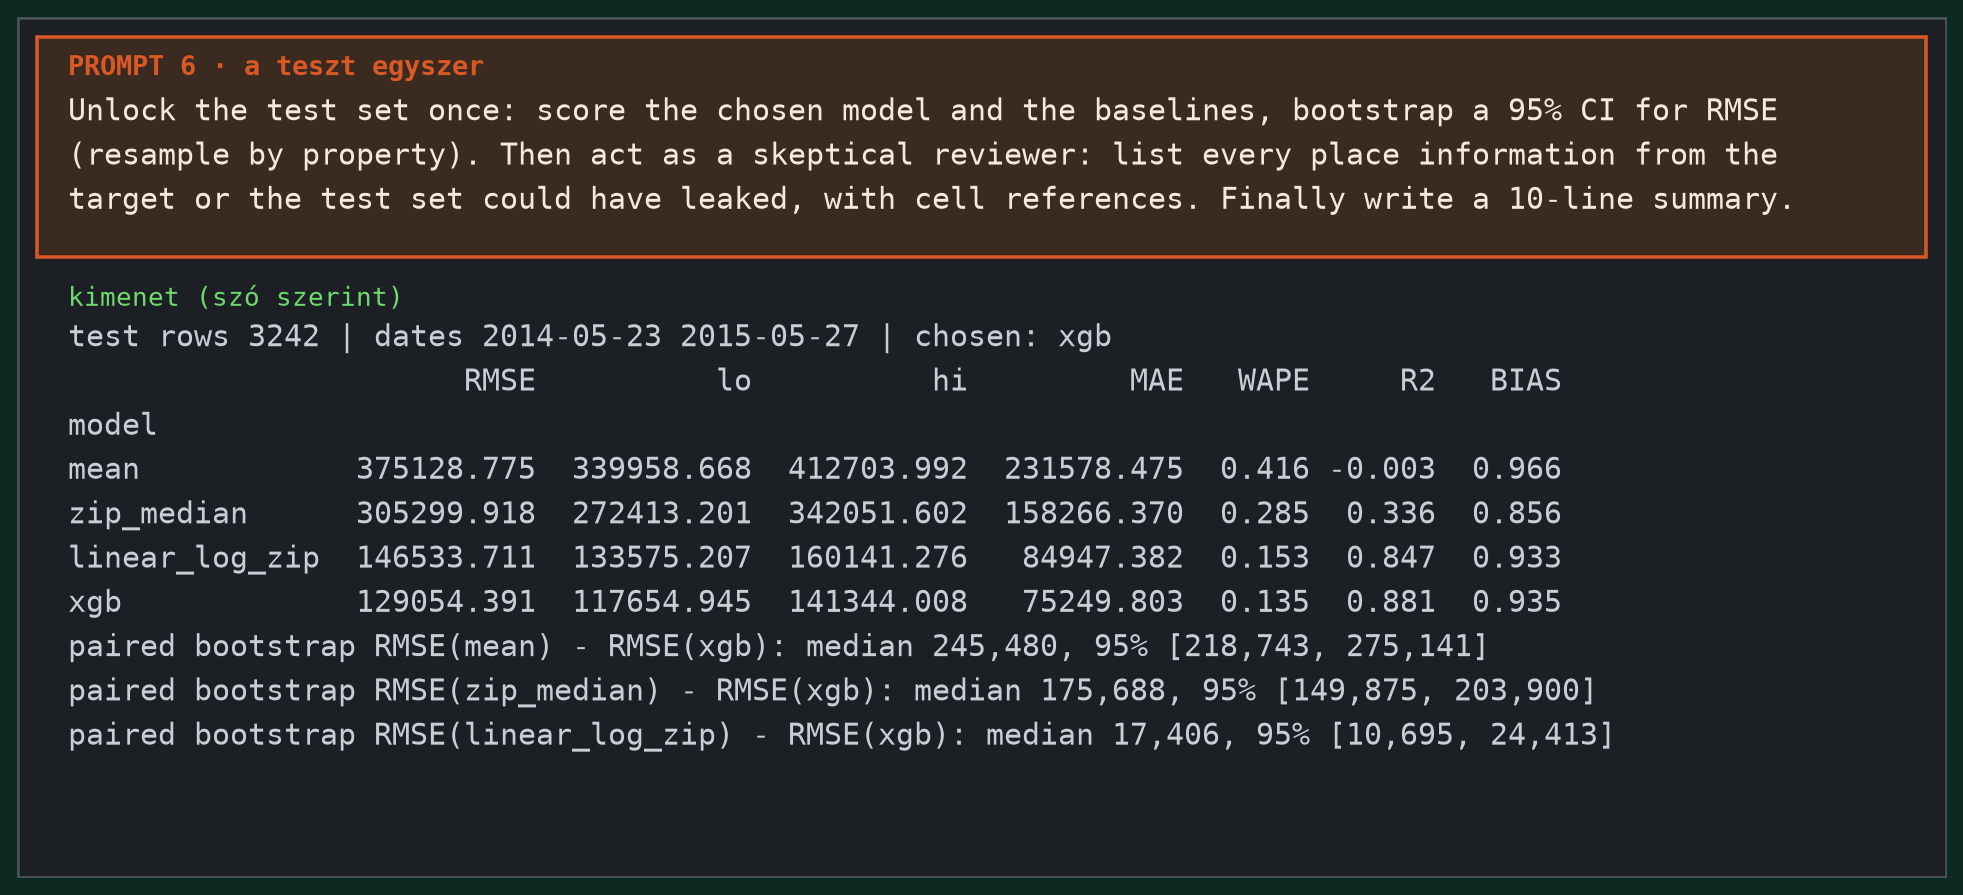 PROMPT 6 · a teszt egyszer
Unlock the test set once: score the chosen model and the baselines, bootstrap a 95% CI for RMSE
(resample by property). Then act as a skeptical reviewer: list every place information from the
target or the test set could have leaked, with cell references. Finally write a 10-line summary.
kimenet (szó szerint)
test rows 3242 | dates 2014-05-23 2015-05-27 | chosen: xgb
RMSE lo hi MAE WAPE R2 BIAS
model
mean 375128.775 339958.668 412703.992 231578.475 0.416 -0.003 0.966
zip_median 305299.918 272413.201 342051.602 158266.370 0.285 0.336 0.856
linear_log_zip 146533.711 133575.207 160141.276 84947.382 0.153 0.847 0.933
xgb 129054.391 117654.945 141344.008 75249.803 0.135 0.881 0.935
paired bootstrap RMSE(mean) - RMSE(xgb): median 245,480, 95% [218,743, 275,141]
paired bootstrap RMSE(zip_median) - RMSE(xgb): median 175,688, 95% [149,875, 203,900]
paired bootstrap RMSE(linear_log_zip) - RMSE(xgb): median 17,406, 95% [10,695, 24,413]